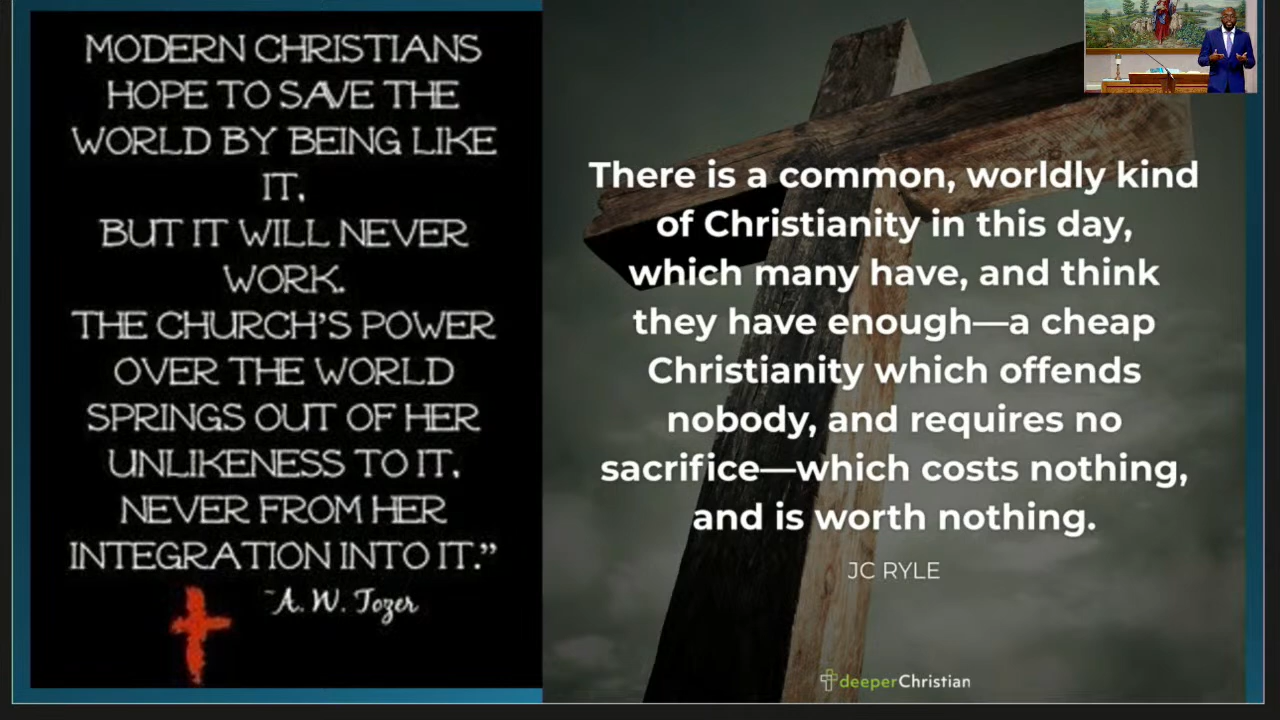 MODERN CHRISTIANS
HOPE TO SAVE THE
WORLD BY BEING LIKE
IT,
BUT IT WILL NEVER
WORK.
THE CHURCH'S POWER
OVER THE WORLD
SPRINGS OUT OF HER
UNLIKENESS TO IT,
NEVER FROM HER
INTEGRATION INTO IT."
~A. W. Tozer
There is a common, worldly kind
of Christianity in this day,
which many have, and think
they have enough—a cheap
Christianity which offends
nobody, and requires no
sacrifice—which costs nothing,
and is worth nothing.
JC RYLE
deeperChristian